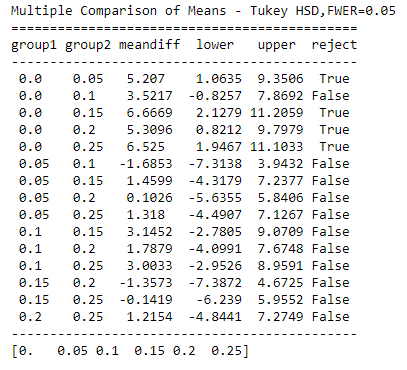 Multiple Comparison of Means - Tukey HSD,FWER=0.05
=============================================
group1 group2 meandiff lower upper reject
---------------------------------------------
0.0 0.05 5.207 1.0635 9.3506 True
0.0 0.1 3.5217 -0.8257 7.8692 False
0.0 0.15 6.6669 2.1279 11.2059 True
0.0 0.2 5.3096 0.8212 9.7979 True
0.0 0.25 6.525 1.9467 11.1033 True
0.05 0.1 -1.6853 -7.3138 3.9432 False
0.05 0.15 1.4599 -4.3179 7.2377 False
0.05 0.2 0.1026 -5.6355 5.8406 False
0.05 0.25 1.318 -4.4907 7.1267 False
0.1 0.15 3.1452 -2.7805 9.0709 False
0.1 0.2 1.7879 -4.0991 7.6748 False
0.1 0.25 3.0033 -2.9526 8.9591 False
0.15 0.2 -1.3573 -7.3872 4.6725 False
0.15 0.25 -0.1419 -6.239 5.9552 False
0.2 0.25 1.2154 -4.8441 7.2749 False
---------------------------------------------
[0. 0.05 0.1 0.15 0.2 0.25]